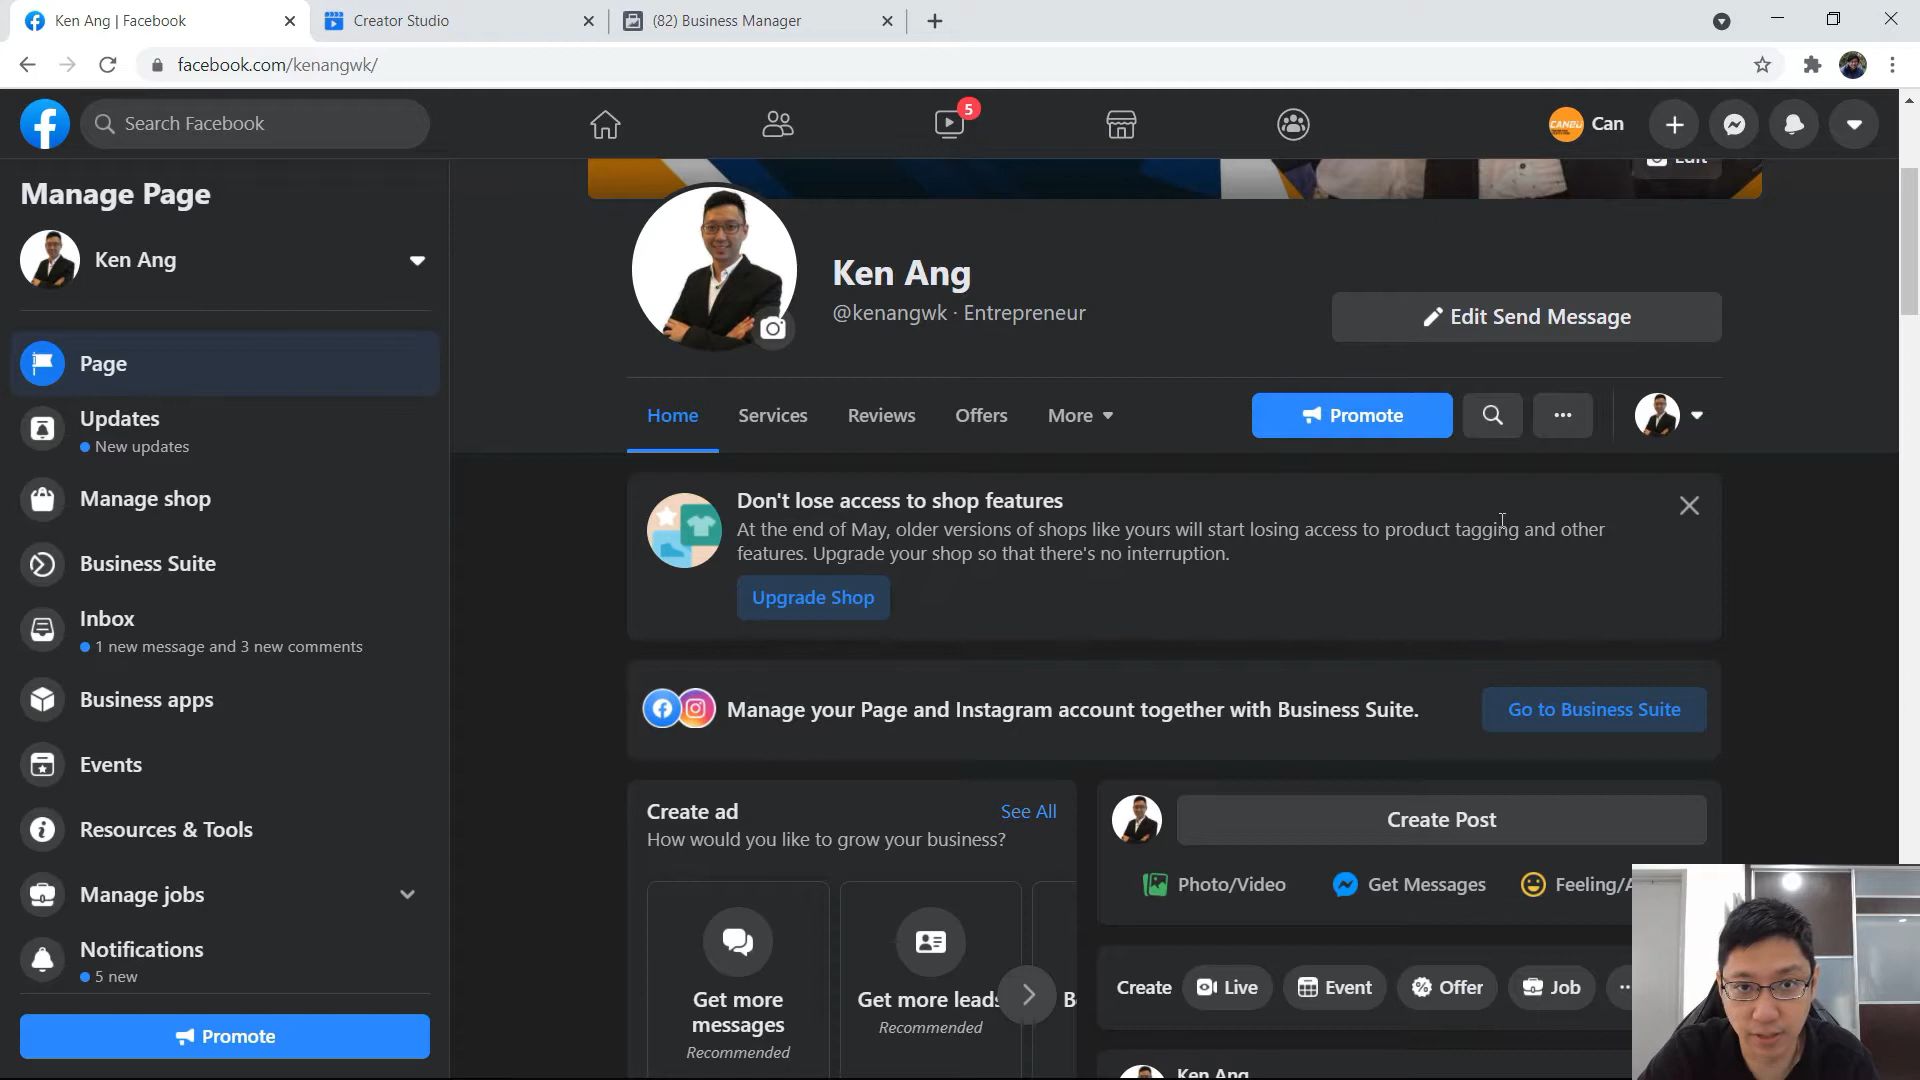 Ken Ang | Facebook
Creator Studio
(82) Business Manager
facebook.com/kenangwk/
Search Facebook
5
CAN2U
Can
Manage Page
Ken Ang
Page
Updates
New updates
Manage shop
Business Suite
Inbox
1 new message and 3 new comments
Business apps
Events
Resources & Tools
Manage jobs
Notifications
5 new
Promote
Edit
Ken Ang
@kenangwk · Entrepreneur
Edit Send Message
Home
Services
Reviews
Offers
More
Promote
Don't lose access to shop features
At the end of May, older versions of shops like yours will start losing access to product tagging and other
features. Upgrade your shop so that there's no interruption.
Upgrade Shop
Manage your Page and Instagram account together with Business Suite.
Go to Business Suite
Create ad
See All
How would you like to grow your business?
Get more
messages
Recommended
Get more leads
Recommended
B
Create Post
Photo/Video
Get Messages
Feeling/A
Create
Live
Event
Offer
Job
Ken Ang